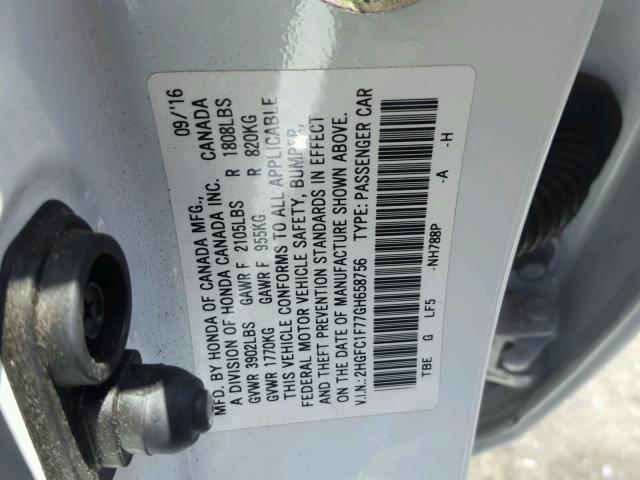 MFD. BY HONDA OF CANADA MFG., 09/'16
A DIVISION OF HONDA CANADA INC. CANADA
GVWR 3902LBS GAWR F 2105LBS R 1808LBS
GVWR 1770KG GAWR F 955KG R 820KG
THIS VEHICLE CONFORMS TO ALL APPLICABLE
FEDERAL MOTOR VEHICLE SAFETY, BUMPER,
AND THEFT PREVENTION STANDARDS IN EFFECT
ON THE DATE OF MANUFACTURE SHOWN ABOVE.
V.I.N.: 2HGFC1F77GH658756 TYPE: PASSENGER CAR
TBE G LF5 -NH788P -A -H